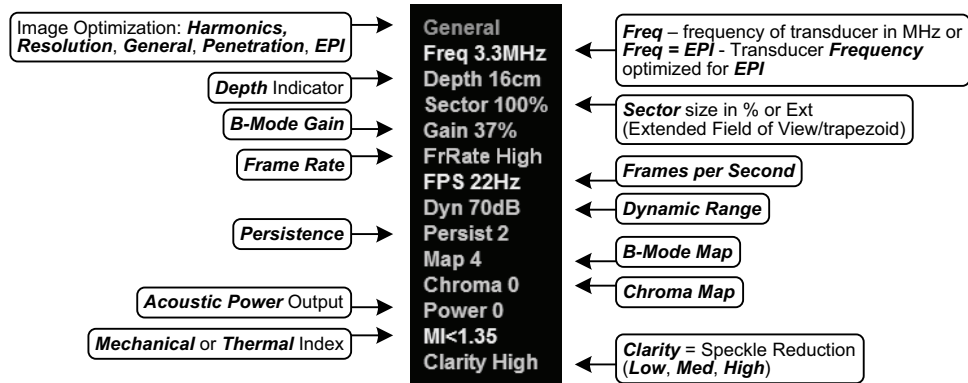 Image Optimization: Harmonics,
Resolution, General, Penetration, EPI
Depth Indicator
B-Mode Gain
Frame Rate
Persistence
Acoustic Power Output
Mechanical or Thermal Index
General
Freq 3.3MHz
Depth 16cm
Sector 100%
Gain 37%
FrRate High
FPS 22Hz
Dyn 70dB
Persist 2
Map 4
Chroma 0
Power 0
MI<1.35
Clarity High
Freq – frequency of transducer in MHz or
Freq = EPI - Transducer Frequency
optimized for EPI
Sector size in % or Ext
(Extended Field of View/trapezoid)
Frames per Second
Dynamic Range
B-Mode Map
Chroma Map
Clarity = Speckle Reduction
(Low, Med, High)